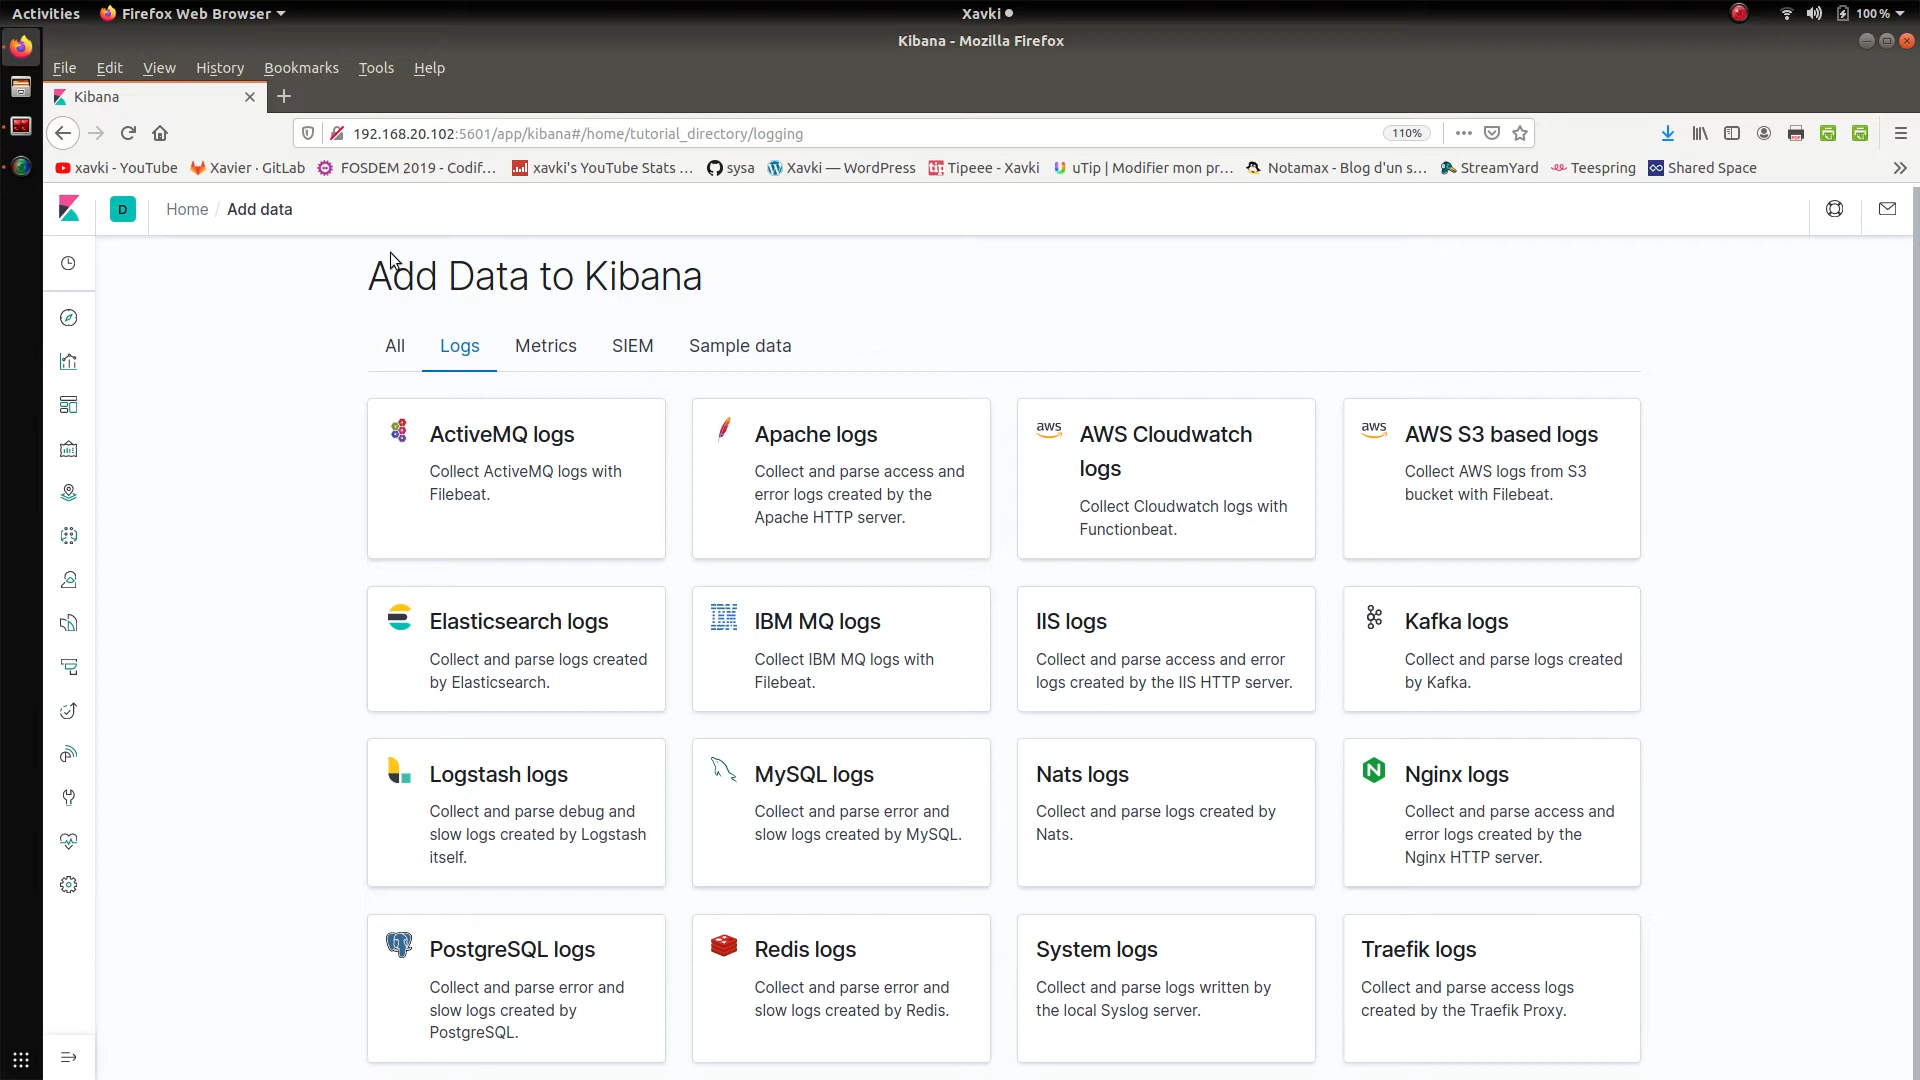 Activities
Firefox Web Browser
Xavki
100 %
Kibana - Mozilla Firefox
File
Edit
View
History
Bookmarks
Tools
Help
Kibana
192.168.20.102:5601/app/kibana#/home/tutorial_directory/logging
110%
xavki - YouTube
Xavier · GitLab
FOSDEM 2019 - Codif...
xavki's YouTube Stats ...
sysa
Xavki — WordPress
Tipeee - Xavki
uTip | Modifier mon pr...
Notamax - Blog d'un s...
StreamYard
Teespring
Shared Space
D
Home / Add data
Add Data to Kibana
All
Logs
Metrics
SIEM
Sample data
ActiveMQ logs
Collect ActiveMQ logs with
Filebeat.
Apache logs
Collect and parse access and
error logs created by the
Apache HTTP server.
aws
AWS Cloudwatch
logs
Collect Cloudwatch logs with
Functionbeat.
aws
AWS S3 based logs
Collect AWS logs from S3
bucket with Filebeat.
Elasticsearch logs
Collect and parse logs created
by Elasticsearch.
IBM
IBM MQ logs
Collect IBM MQ logs with
Filebeat.
IIS logs
Collect and parse access and error
logs created by the IIS HTTP server.
Kafka logs
Collect and parse logs created
by Kafka.
Logstash logs
Collect and parse debug and
slow logs created by Logstash
itself.
MySQL logs
Collect and parse error and
slow logs created by MySQL.
Nats logs
Collect and parse logs created by
Nats.
N
Nginx logs
Collect and parse access and
error logs created by the
Nginx HTTP server.
PostgreSQL logs
Collect and parse error and
slow logs created by
PostgreSQL.
Redis logs
Collect and parse error and
slow logs created by Redis.
System logs
Collect and parse logs written by
the local Syslog server.
Traefik logs
Collect and parse access logs
created by the Traefik Proxy.